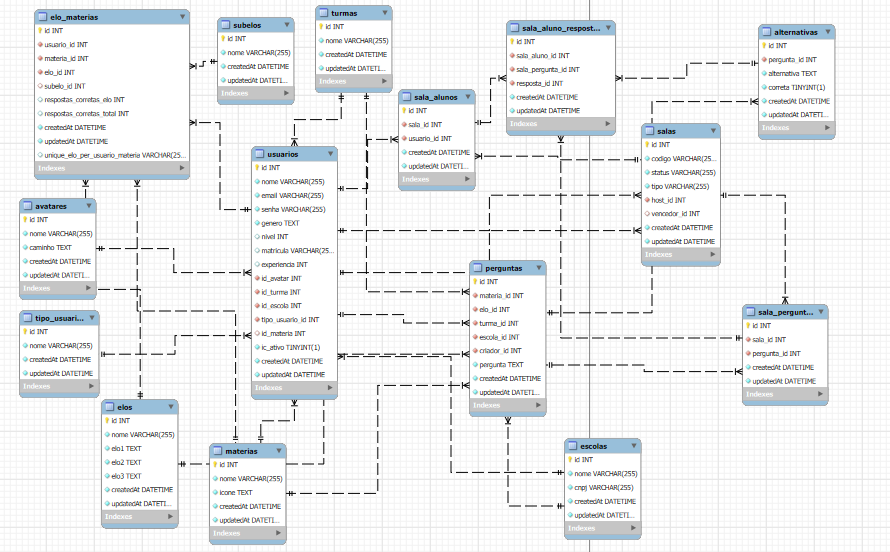 elo_materias
id INT
usuario_id INT
materia_id INT
elo_id INT
subelo_id INT
respostas_corretas_elo INT
respostas_corretas_total INT
createdAt DATETIME
updatedAt DATETIME
unique_elo_per_usuario_materia VARCHAR(25...
Indexes
subelos
id INT
nome VARCHAR(255)
createdAt DATETIME
updatedAt DATETI...
Indexes
turmas
id INT
nome VARCHAR(255)
createdAt DATETIME
updatedAt DATETI...
Indexes
sala_alunos
id INT
sala_id INT
usuario_id INT
createdAt DATETIME
updatedAt DATETI...
Indexes
sala_aluno_respost...
id INT
sala_aluno_id INT
sala_pergunta_id INT
resposta_id INT
createdAt DATETIME
updatedAt DATETIME
Indexes
alternativas
id INT
pergunta_id INT
alternativa TEXT
correta TINYINT(1)
createdAt DATETIME
updatedAt DATETIME
Indexes
salas
id INT
codigo VARCHAR(25...
status VARCHAR(255)
tipo VARCHAR(255)
host_id INT
vencedor_id INT
createdAt DATETIME
updatedAt DATETIME
Indexes
usuarios
id INT
nome VARCHAR(255)
email VARCHAR(255)
senha VARCHAR(255)
genero TEXT
nivel INT
matricula VARCHAR(25...
experiencia INT
id_avatar INT
id_turma INT
id_escola INT
tipo_usuario_id INT
id_materia INT
ic_ativo TINYINT(1)
createdAt DATETIME
updatedAt DATETIME
Indexes
avatares
id INT
nome VARCHAR(255)
caminho TEXT
createdAt DATETIME
updatedAt DATETI...
Indexes
tipo_usuari...
id INT
nome VARCHAR(255)
createdAt DATETIME
updatedAt DATETI...
Indexes
perguntas
id INT
materia_id INT
elo_id INT
turma_id INT
escola_id INT
criador_id INT
pergunta TEXT
createdAt DATETIME
updatedAt DATETI...
Indexes
sala_pergunt...
id INT
sala_id INT
pergunta_id INT
createdAt DATETIME
updatedAt DATETI...
Indexes
elos
id INT
nome VARCHAR(255)
elo1 TEXT
elo2 TEXT
elo3 TEXT
createdAt DATETIME
updatedAt DATETI...
Indexes
materias
id INT
nome VARCHAR(255)
icone TEXT
createdAt DATETIME
updatedAt DATETI...
Indexes
escolas
id INT
nome VARCHAR(255)
cnpj VARCHAR(255)
createdAt DATETIME
updatedAt DATETI...
Indexes